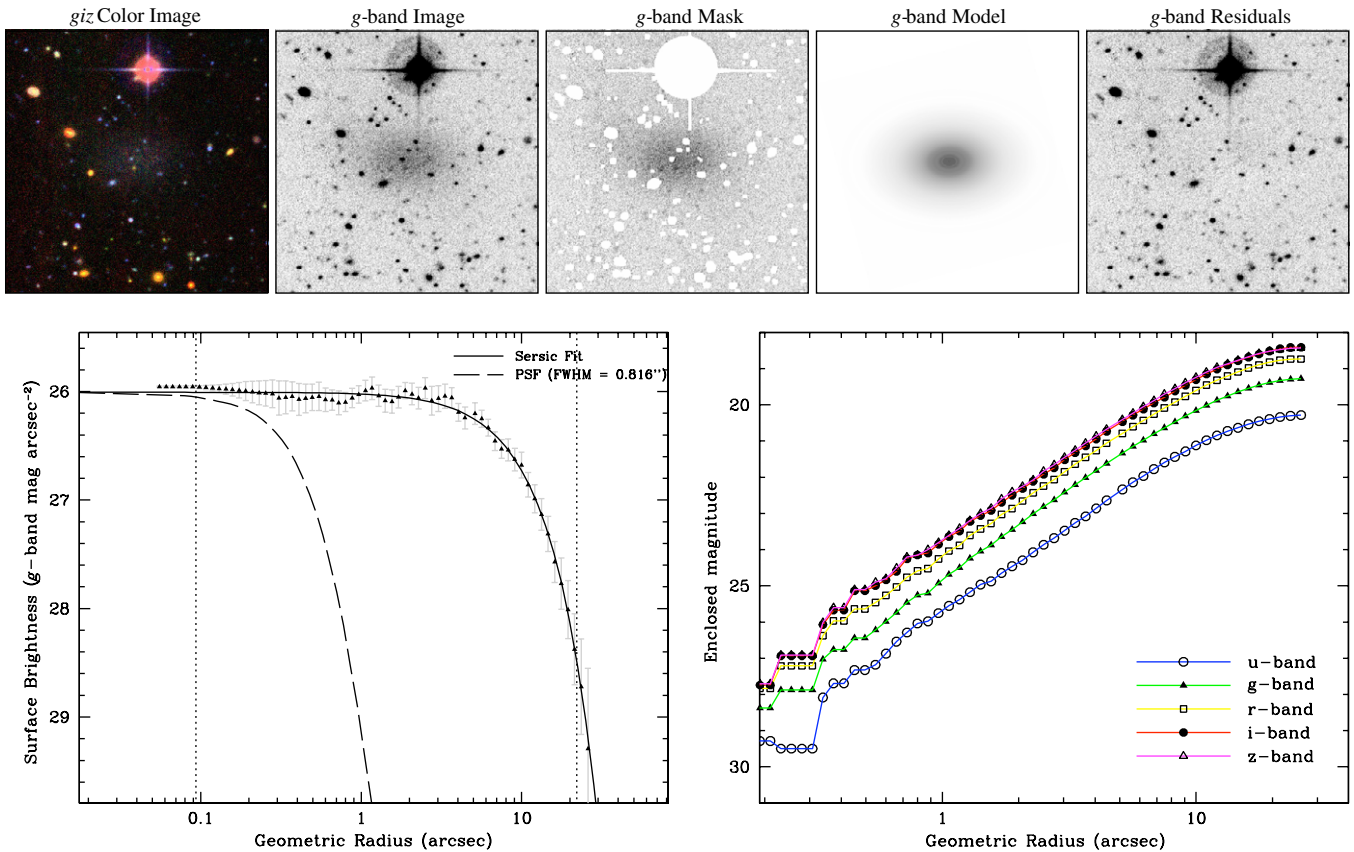 giz Color Image
g-band Image
g-band Mask
g-band Model
g-band Residuals
Surface Brightness (g-band mag arcsec⁻²)
26
27
28
29
Sersic Fit
PSF (FWHM = 0.816")
0.1
1
10
Geometric Radius (arcsec)
Enclosed magnitude
20
25
30
u-band
g-band
r-band
i-band
z-band
1
10
Geometric Radius (arcsec)